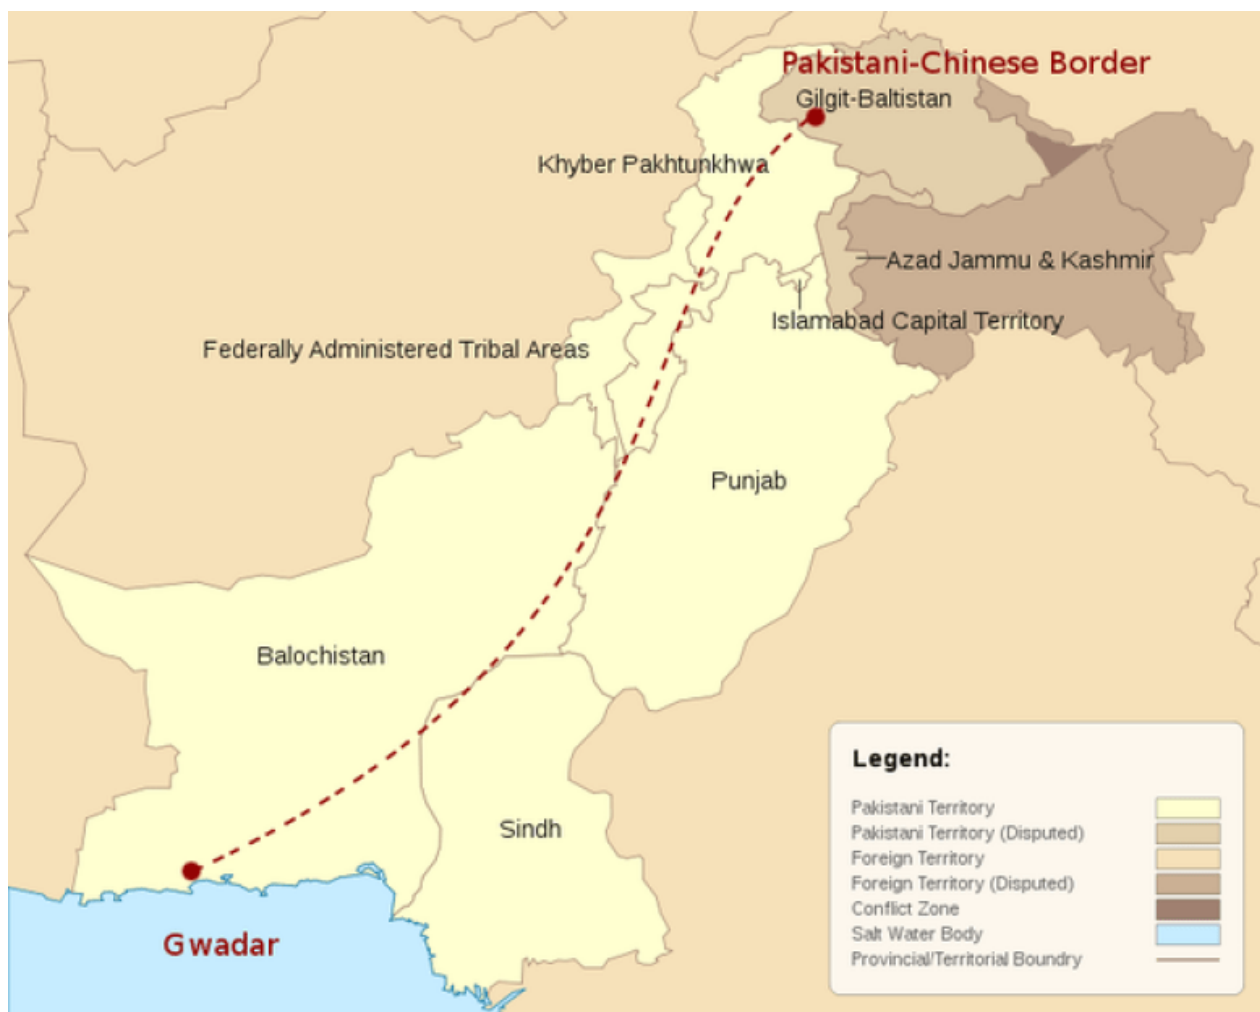 Pakistani-Chinese Border
Gilgit-Baltistan
Khyber Pakhtunkhwa
Azad Jammu & Kashmir
Islamabad Capital Territory
Federally Administered Tribal Areas
Punjab
Balochistan
Sindh
Gwadar
Legend:
Pakistani Territory
Pakistani Territory (Disputed)
Foreign Territory
Foreign Territory (Disputed)
Conflict Zone
Salt Water Body
Provincial/Territorial Boundry